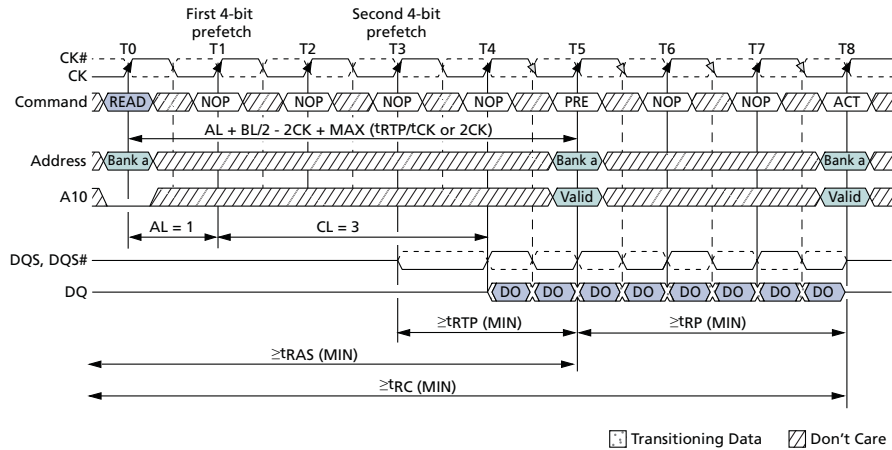 First 4-bit prefetch
Second 4-bit prefetch
T0 T1 T2 T3 T4 T5 T6 T7 T8
CK#
CK
Command READ NOP NOP NOP NOP PRE NOP NOP ACT
AL + BL/2 - 2CK + MAX (tRTP/tCK or 2CK)
Address Bank a Bank a Bank a
A10 Valid Valid
AL = 1 CL = 3
DQS, DQS#
DQ DO DO DO DO DO DO DO DO
≥tRTP (MIN) ≥tRP (MIN)
≥tRAS (MIN)
≥tRC (MIN)
Transitioning Data Don't Care